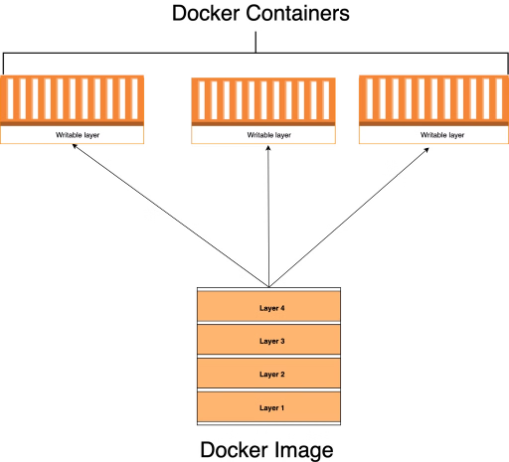 Docker Containers
Writable layer
Writable layer
Writable layer
Layer 4
Layer 3
Layer 2
Layer 1
Docker Image